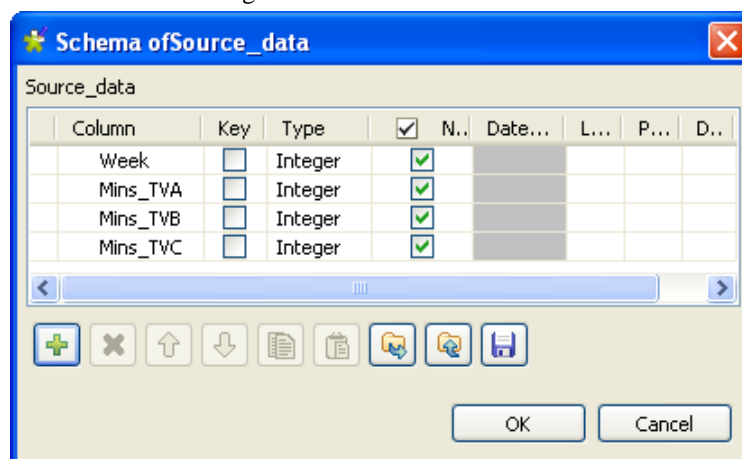 Schema ofSource_data
Source_data
Column Key Type N.. Date... L... P... D..
Week Integer
Mins_TVA Integer
Mins_TVB Integer
Mins_TVC Integer
OK Cancel